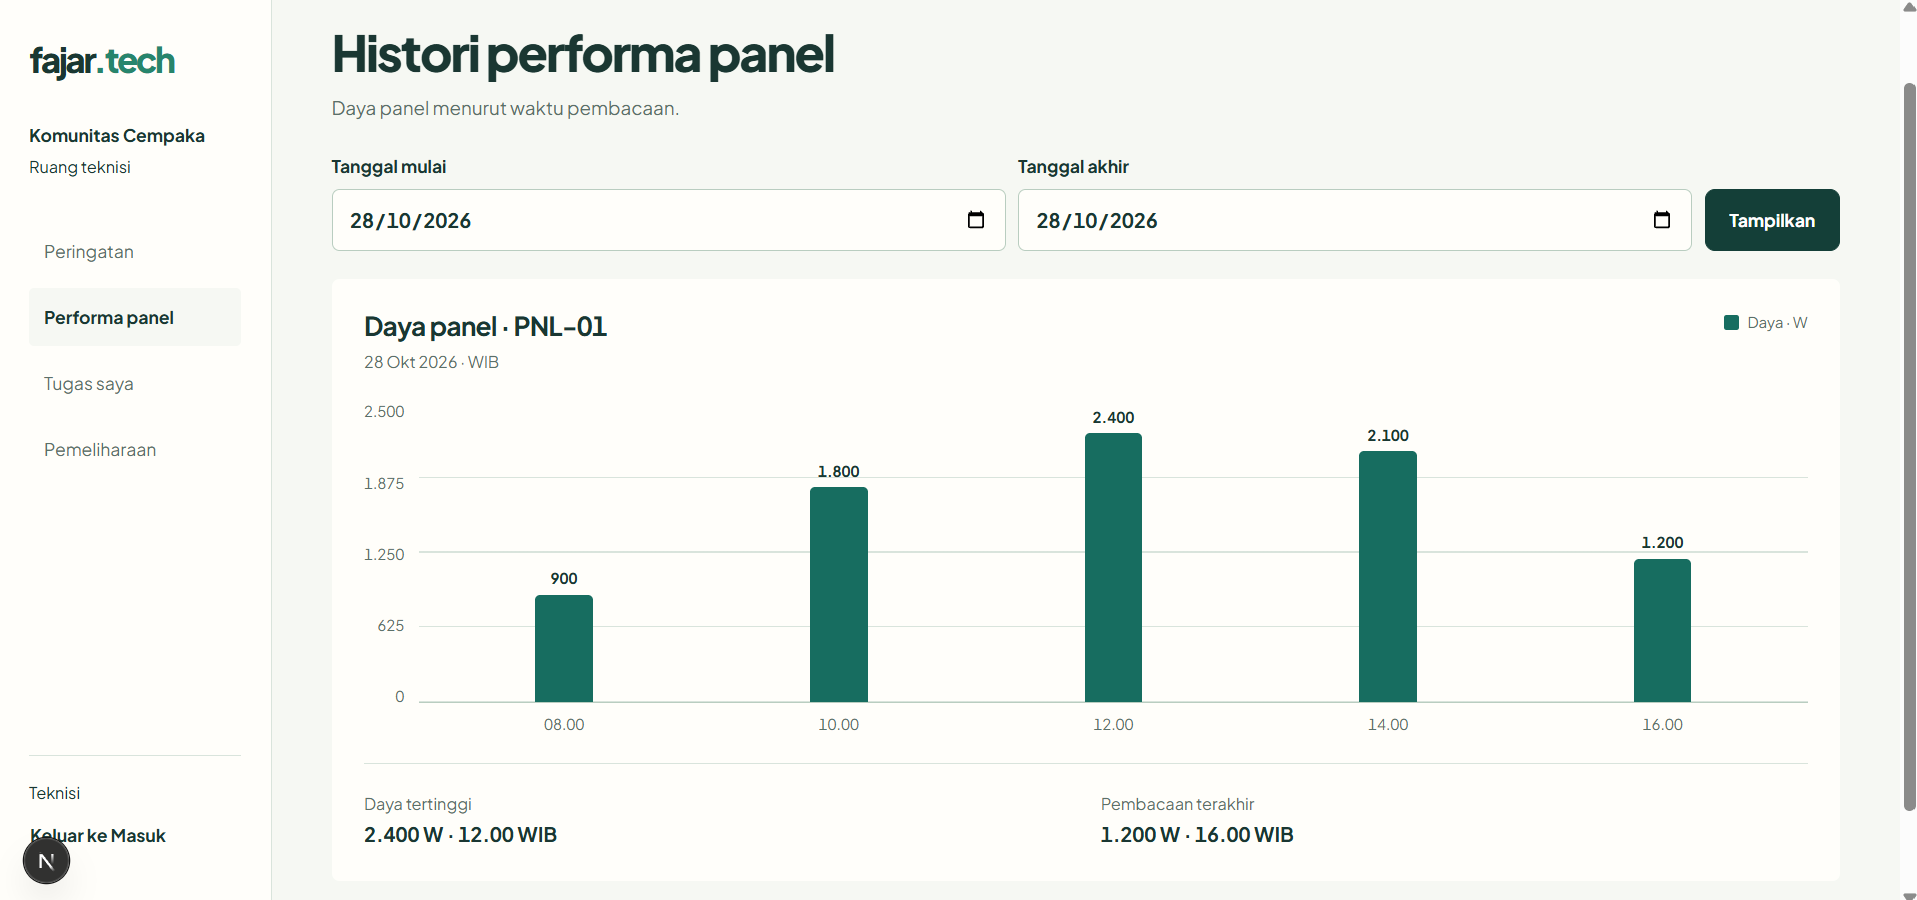 fajar.tech
Komunitas Cempaka
Ruang teknisi
Peringatan
Performa panel
Tugas saya
Pemeliharaan
Teknisi
Keluar ke Masuk
N
Histori performa panel
Daya panel menurut waktu pembacaan.
Tanggal mulai
28/10/2026
Tanggal akhir
28/10/2026
Tampilkan
Daya panel · PNL-01
28 Okt 2026 · WIB
Daya · W
2.500
1.875
1.250
625
0
900
1.800
2.400
2.100
1.200
08.00
10.00
12.00
14.00
16.00
Daya tertinggi
2.400 W · 12.00 WIB
Pembacaan terakhir
1.200 W · 16.00 WIB